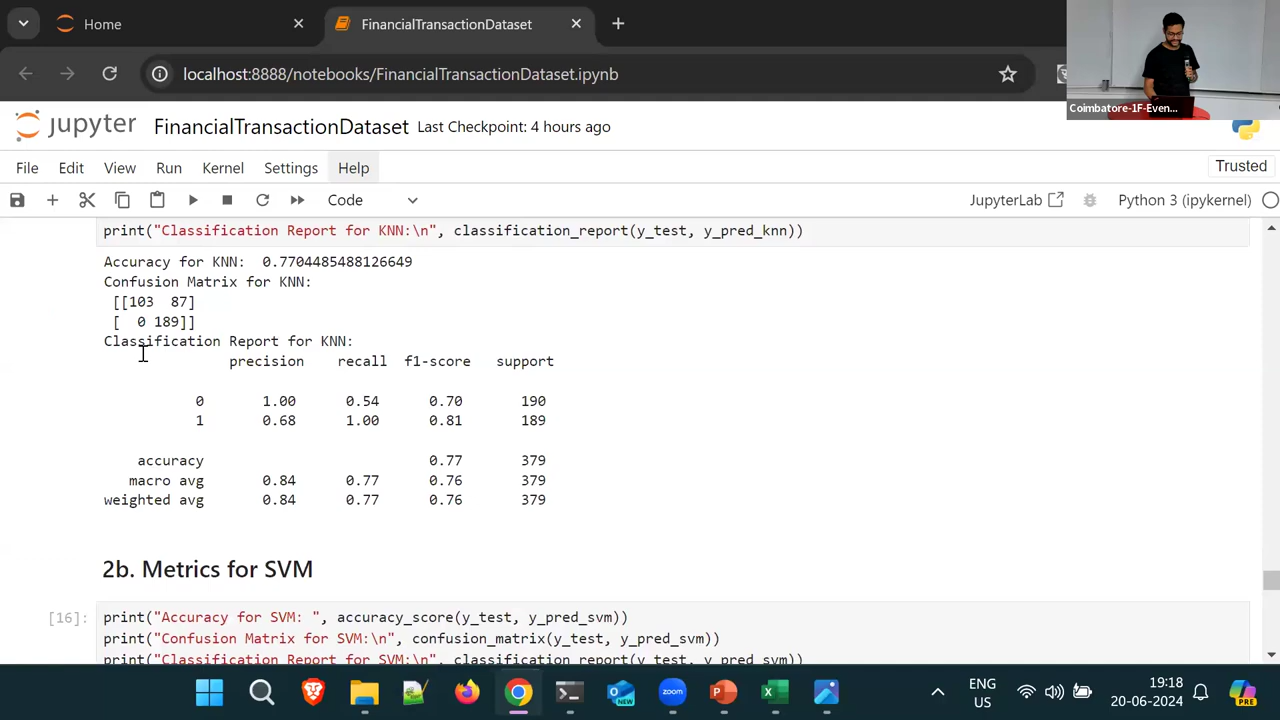 Home
FinancialTransactionDataset
localhost:8888/notebooks/FinancialTransactionDataset.ipynb
Coimbatore-1F-Even...
jupyter FinancialTransactionDataset Last Checkpoint: 4 hours ago
File Edit View Run Kernel Settings Help Trusted
Code JupyterLab Python 3 (ipykernel)
print("Classification Report for KNN:\n", classification_report(y_test, y_pred_knn))
Accuracy for KNN:  0.7704485488126649
Confusion Matrix for KNN:
[[103  87]
[  0 189]]
Classification Report for KNN:
precision recall f1-score support
0 1.00 0.54 0.70 190
1 0.68 1.00 0.81 189
accuracy 0.77 379
macro avg 0.84 0.77 0.76 379
weighted avg 0.84 0.77 0.76 379
2b. Metrics for SVM
[16]: print("Accuracy for SVM: ", accuracy_score(y_test, y_pred_svm))
print("Confusion Matrix for SVM:\n", confusion_matrix(y_test, y_pred_svm))
print("Classification Report for SVM:\n", classification_report(y_test, y_pred_svm))
zoom
NEW
ENG
US
19:18
20-06-2024
PRE